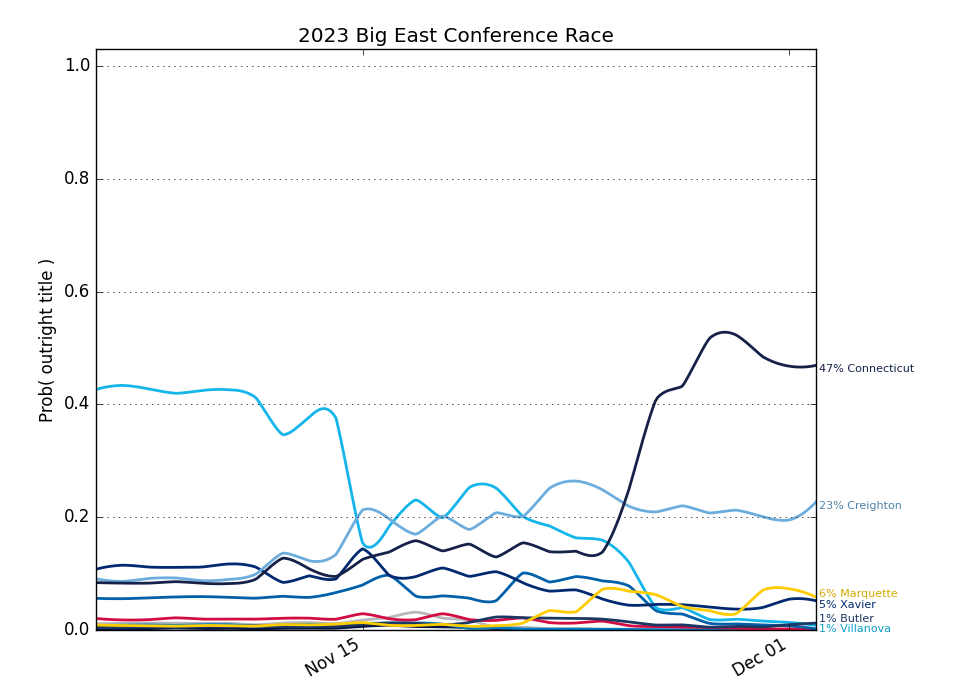 2023 Big East Conference Race
1.0
0.8
0.6
0.4
0.2
0.0
Prob( outright title )
Nov 15
Dec 01
47% Connecticut
23% Creighton
6% Marquette
5% Xavier
1% Butler
1% Villanova